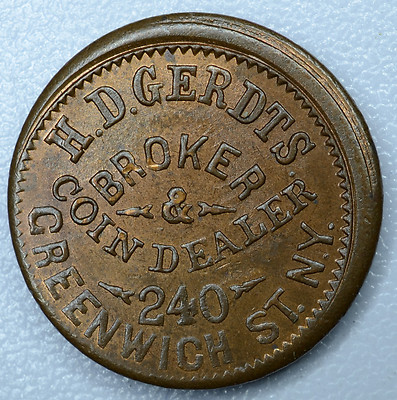 H.D.GERDTS
BROKER
&
COIN DEALER
240
GREENWICH ST. N.Y.